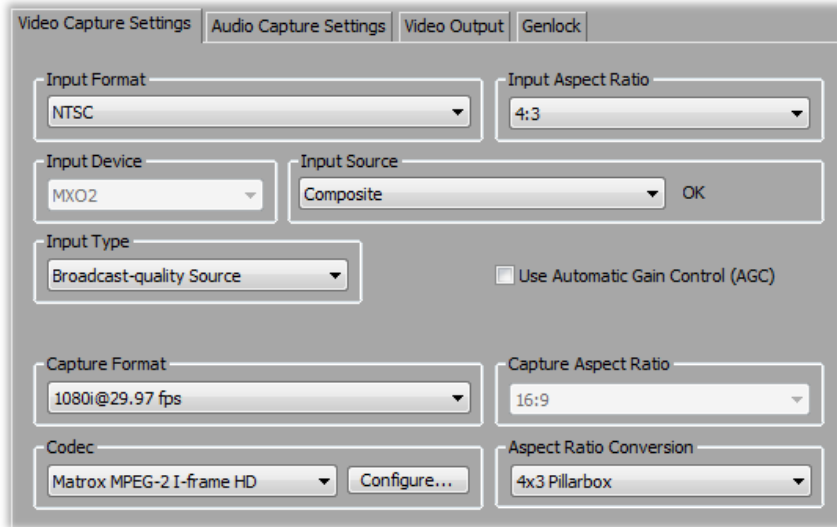 Video Capture Settings Audio Capture Settings Video Output Genlock
Input Format Input Aspect Ratio
NTSC 4:3
Input Device Input Source
MXO2 Composite OK
Input Type
Broadcast-quality Source Use Automatic Gain Control (AGC)
Capture Format Capture Aspect Ratio
1080i@29.97 fps 16:9
Codec Aspect Ratio Conversion
Matrox MPEG-2 I-frame HD Configure... 4x3 Pillarbox